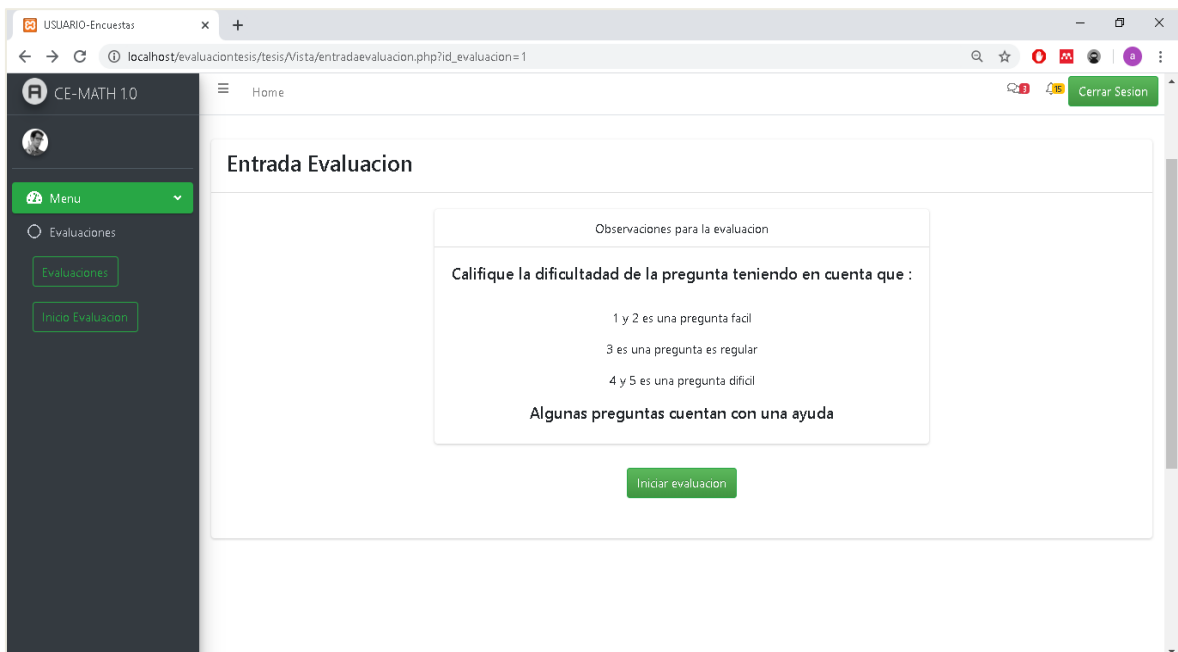 USUARIO-Encuestas
localhost/evaluaciontesis/tesis/Vista/entradaevaluacion.php?id_evaluacion=1
a
CE-MATH 1.0
Home
3
15
Cerrar Sesion
Menu
Evaluaciones
Evaluaciones
Inicio Evaluacion
Entrada Evaluacion
Observaciones para la evaluacion
Califique la dificultadad de la pregunta teniendo en cuenta que :
1 y 2 es una pregunta facil
3 es una pregunta es regular
4 y 5 es una pregunta dificil
Algunas preguntas cuentan con una ayuda
Iniciar evaluacion